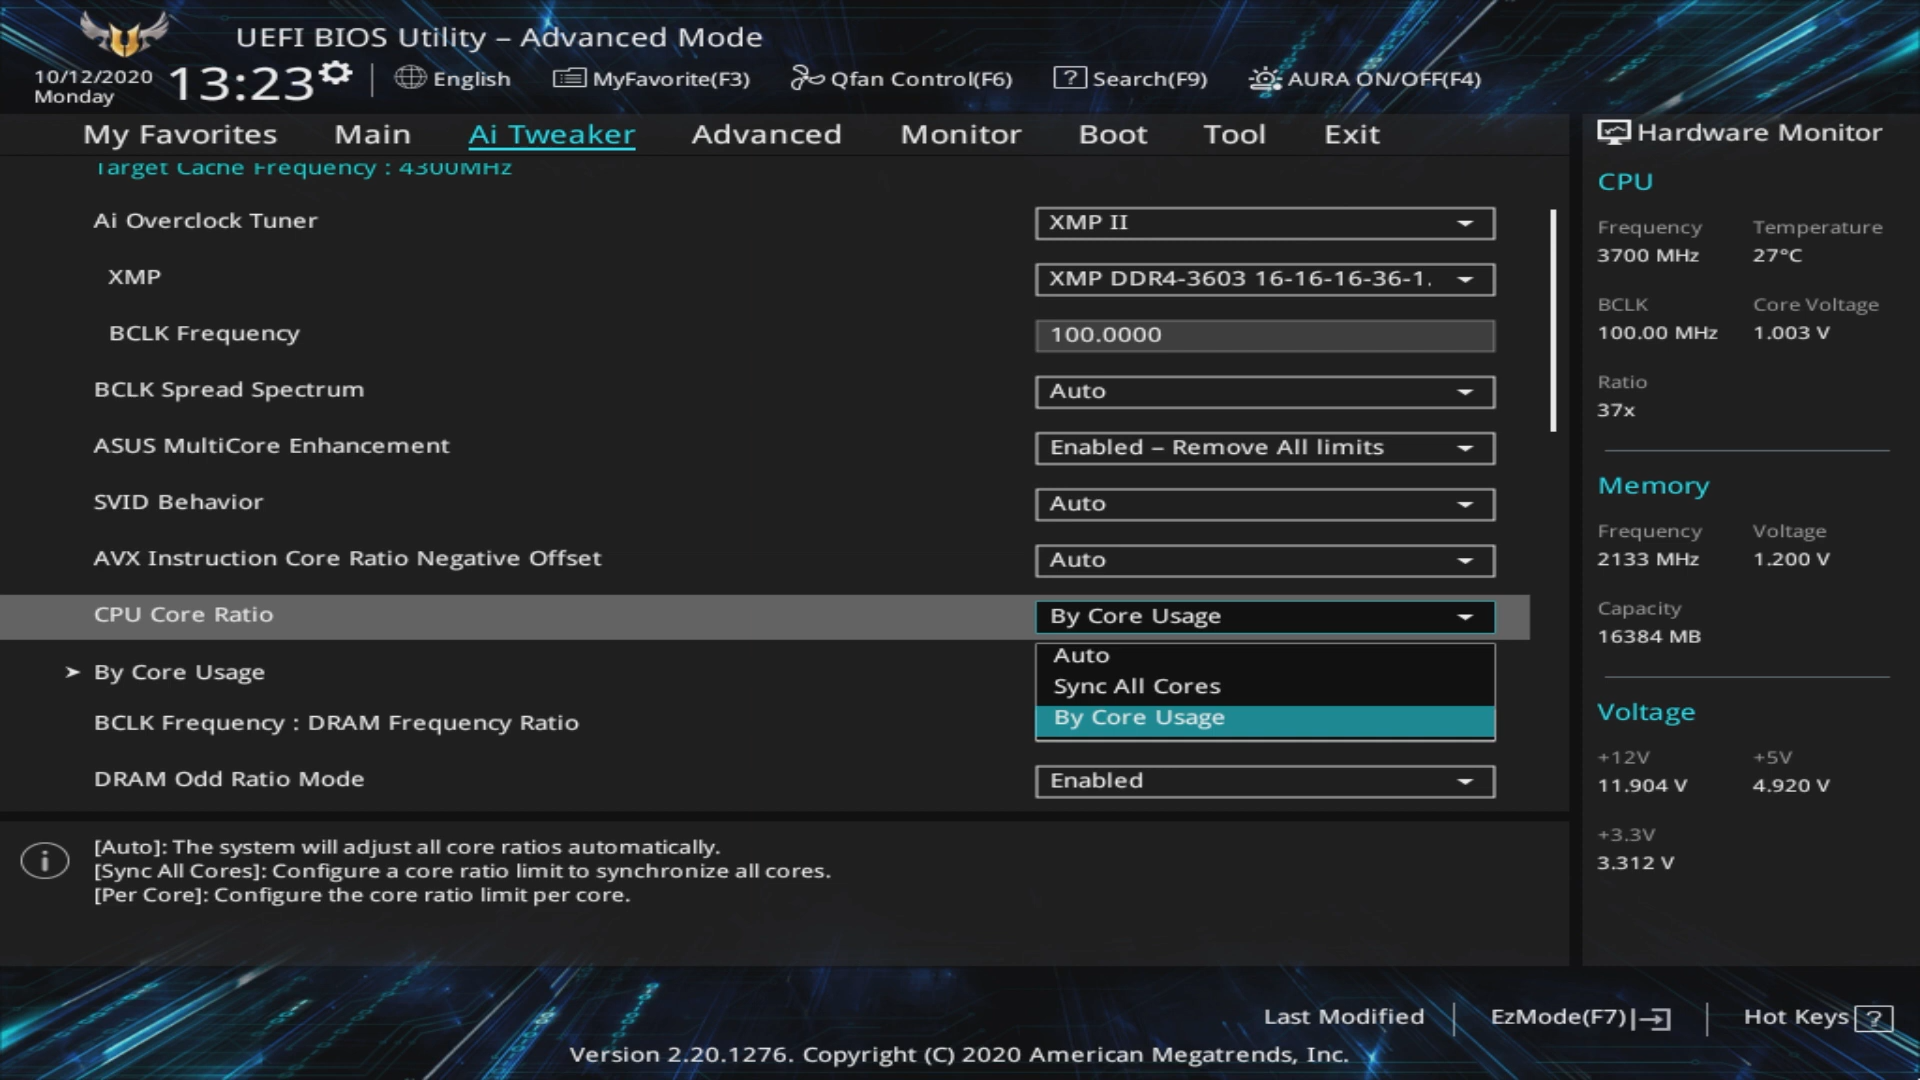 UEFI BIOS Utility – Advanced Mode
10/12/2020
Monday
13:23
English
MyFavorite(F3)
Qfan Control(F6)
? Search(F9)
AURA ON/OFF(F4)
My Favorites
Main
Ai Tweaker
Advanced
Monitor
Boot
Tool
Exit
Target Cache Frequency : 4300MHz
Ai Overclock Tuner
XMP II
XMP
XMP DDR4-3603 16-16-16-36-1.
BCLK Frequency
100.0000
BCLK Spread Spectrum
Auto
ASUS MultiCore Enhancement
Enabled – Remove All limits
SVID Behavior
Auto
AVX Instruction Core Ratio Negative Offset
Auto
CPU Core Ratio
By Core Usage
Auto
Sync All Cores
By Core Usage
By Core Usage
BCLK Frequency : DRAM Frequency Ratio
DRAM Odd Ratio Mode
Enabled
[Auto]: The system will adjust all core ratios automatically.
[Sync All Cores]: Configure a core ratio limit to synchronize all cores.
[Per Core]: Configure the core ratio limit per core.
Hardware Monitor
CPU
Frequency Temperature
3700 MHz 27°C
BCLK Core Voltage
100.00 MHz 1.003 V
Ratio
37x
Memory
Frequency Voltage
2133 MHz 1.200 V
Capacity
16384 MB
Voltage
+12V +5V
11.904 V 4.920 V
+3.3V
3.312 V
Last Modified
EzMode(F7)
Hot Keys ?
Version 2.20.1276. Copyright (C) 2020 American Megatrends, Inc.